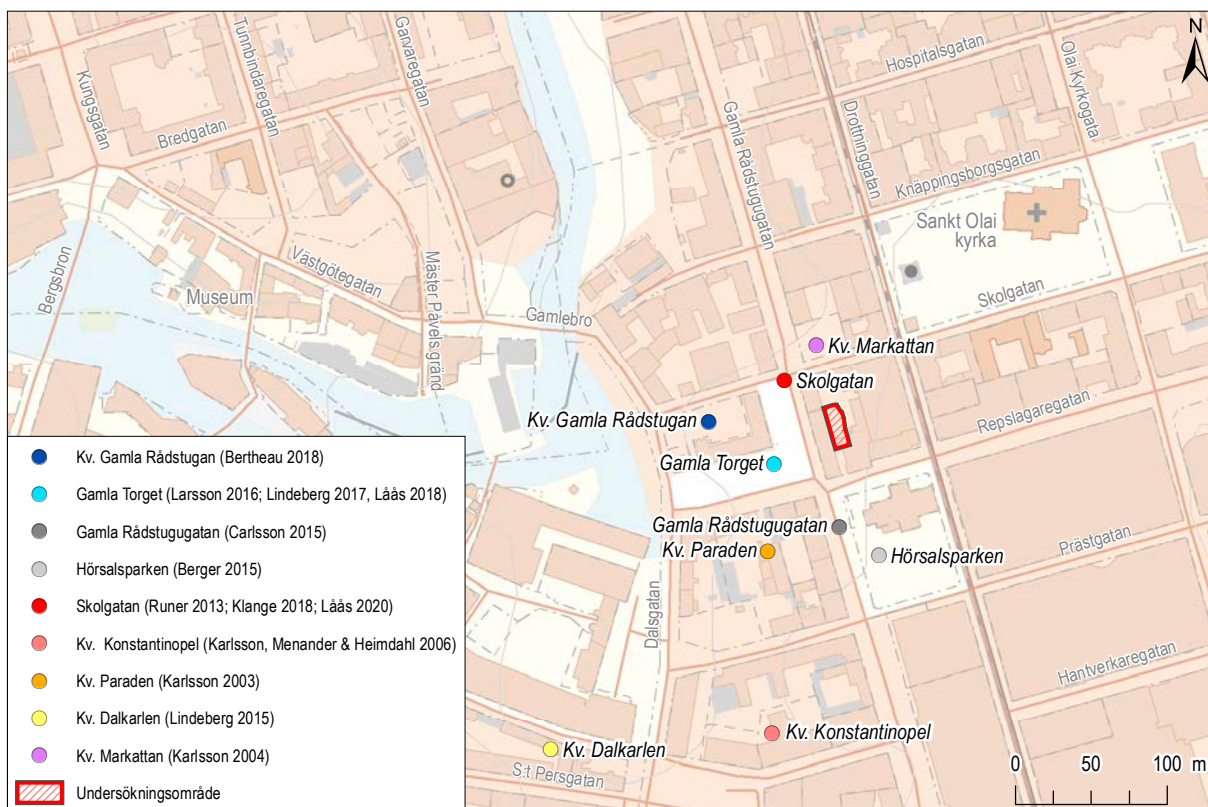 Kungsgatan
Tunnbindaregatan
Garvaregatan
Bredgatan
Hospitalsgatan
Olai Kyrkogata
N
Gamla Rådstugugatan
Drottninggatan
Knäppingsborgsgatan
Sankt Olai
kyrka
Skolgatan
Bergsbron
Västgötegatan
Museum
Mäster Påvels gränd
Gamlebro
Kv. Markattan
Skolgatan
Kv. Gamla Rådstugan
Repslagaregatan
Gamla Torget
Gamla Rådstugugatan
Kv. Paraden
Hörsalsparken
Prästgatan
Dalsgatan
Hantverkaregatan
Kv. Konstantinopel
Kv. Dalkarlen
S:t Persgatan
0 50 100 m
Kv. Gamla Rådstugan (Bertheau 2018)
Gamla Torget (Larsson 2016; Lindeberg 2017, Låås 2018)
Gamla Rådstugugatan (Carlsson 2015)
Hörsalsparken (Berger 2015)
Skolgatan (Runer 2013; Klange 2018; Låås 2020)
Kv. Konstantinopel (Karlsson, Menander & Heimdahl 2006)
Kv. Paraden (Karlsson 2003)
Kv. Dalkarlen (Lindeberg 2015)
Kv. Markattan (Karlsson 2004)
Undersökningsområde